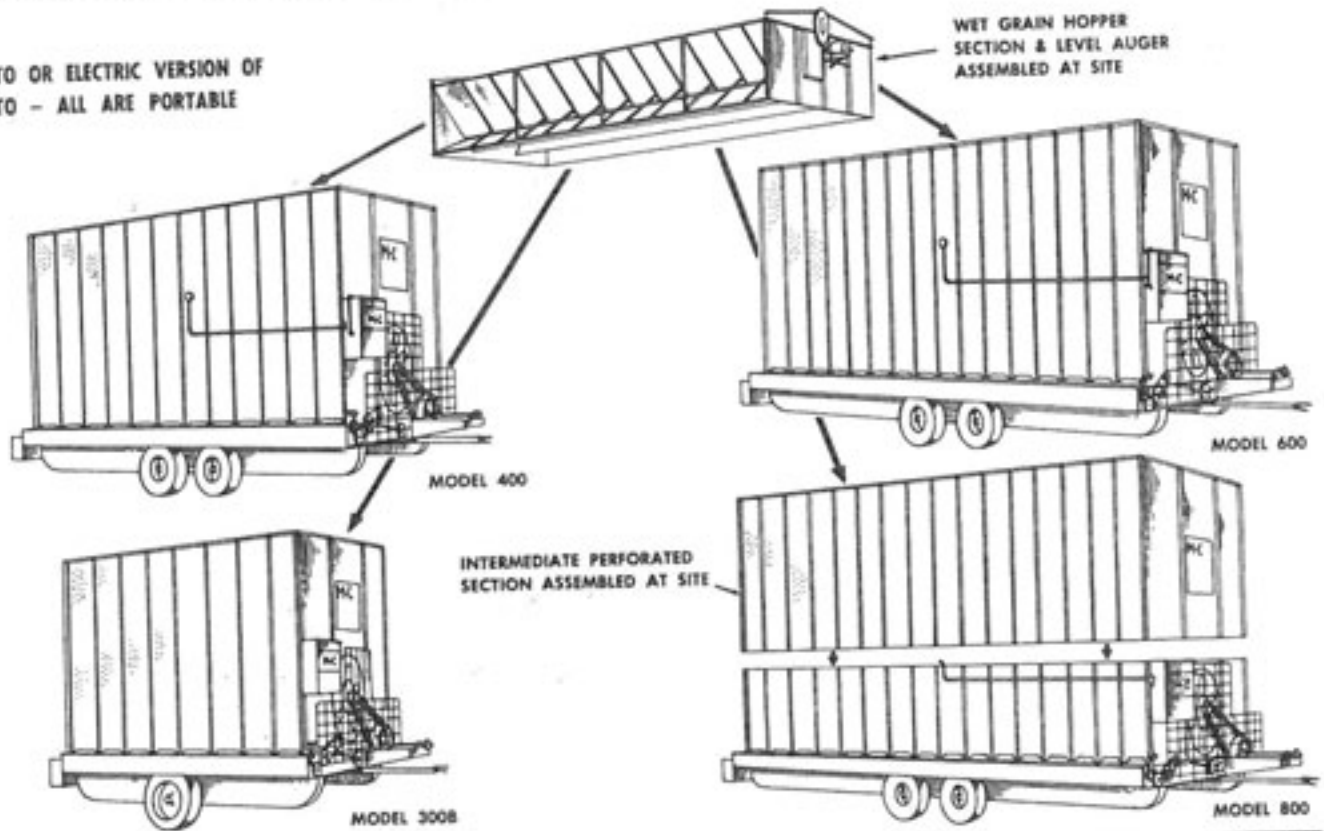 TO OR ELECTRIC VERSION OF
TO – ALL ARE PORTABLE
WET GRAIN HOPPER
SECTION & LEVEL AUGER
ASSEMBLED AT SITE
M-C
M-C
MODEL 400
M-C
M-C
MODEL 600
M-C
M-C
MODEL 300B
INTERMEDIATE PERFORATED
SECTION ASSEMBLED AT SITE
M-C
MODEL 800